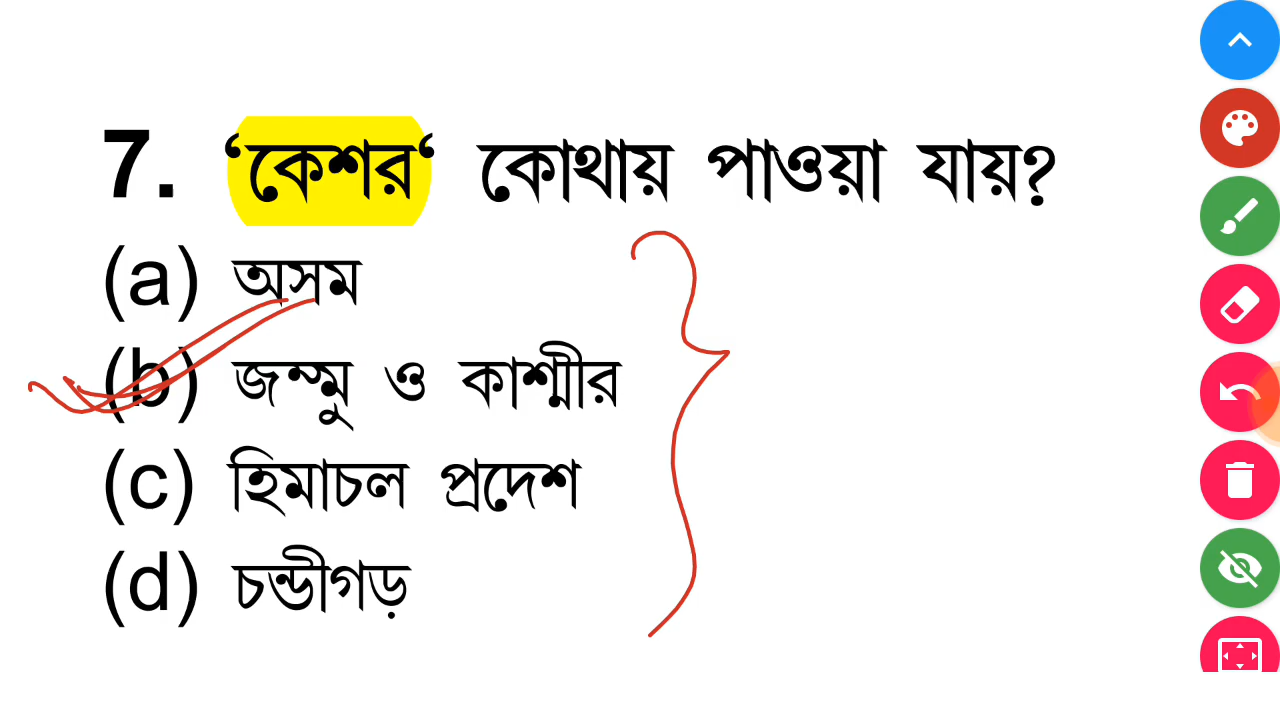 7. ‘কেশর‘ কোথায় পাওয়া যায়?
(a) অসম
(b) জম্মু ও কাশ্মীর
(c) হিমাচল প্রদেশ
(d) চন্ডীগড়